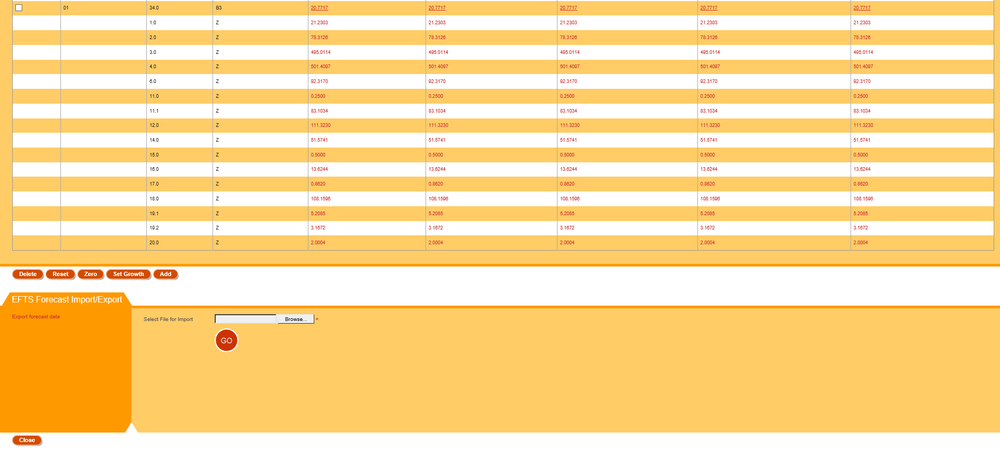 01 34.0 B3 20.7717 20.7717 20.7717 20.7717 20.7717
1.0 Z 21.2303 21.2303 21.2303 21.2303 21.2303
2.0 Z 78.3126 78.3126 78.3126 78.3126 78.3126
3.0 Z 495.0114 495.0114 495.0114 495.0114 495.0114
4.0 Z 501.4097 501.4097 501.4097 501.4097 501.4097
6.0 Z 92.3170 92.3170 92.3170 92.3170 92.3170
11.0 Z 0.2500 0.2500 0.2500 0.2500 0.2500
11.1 Z 83.1034 83.1034 83.1034 83.1034 83.1034
12.0 Z 111.3230 111.3230 111.3230 111.3230 111.3230
14.0 Z 51.5741 51.5741 51.5741 51.5741 51.5741
15.0 Z 0.5000 0.5000 0.5000 0.5000 0.5000
16.0 Z 13.6244 13.6244 13.6244 13.6244 13.6244
17.0 Z 0.8620 0.8620 0.8620 0.8620 0.8620
18.0 Z 108.1596 108.1596 108.1596 108.1596 108.1596
19.1 Z 5.2085 5.2085 5.2085 5.2085 5.2085
19.2 Z 3.1672 3.1672 3.1672 3.1672 3.1672
20.0 Z 2.0004 2.0004 2.0004 2.0004 2.0004
Delete Reset Zero Set Growth Add
EFTS Forecast Import/Export
Export forecast data
Select File for Import Browse... *
GO
Close